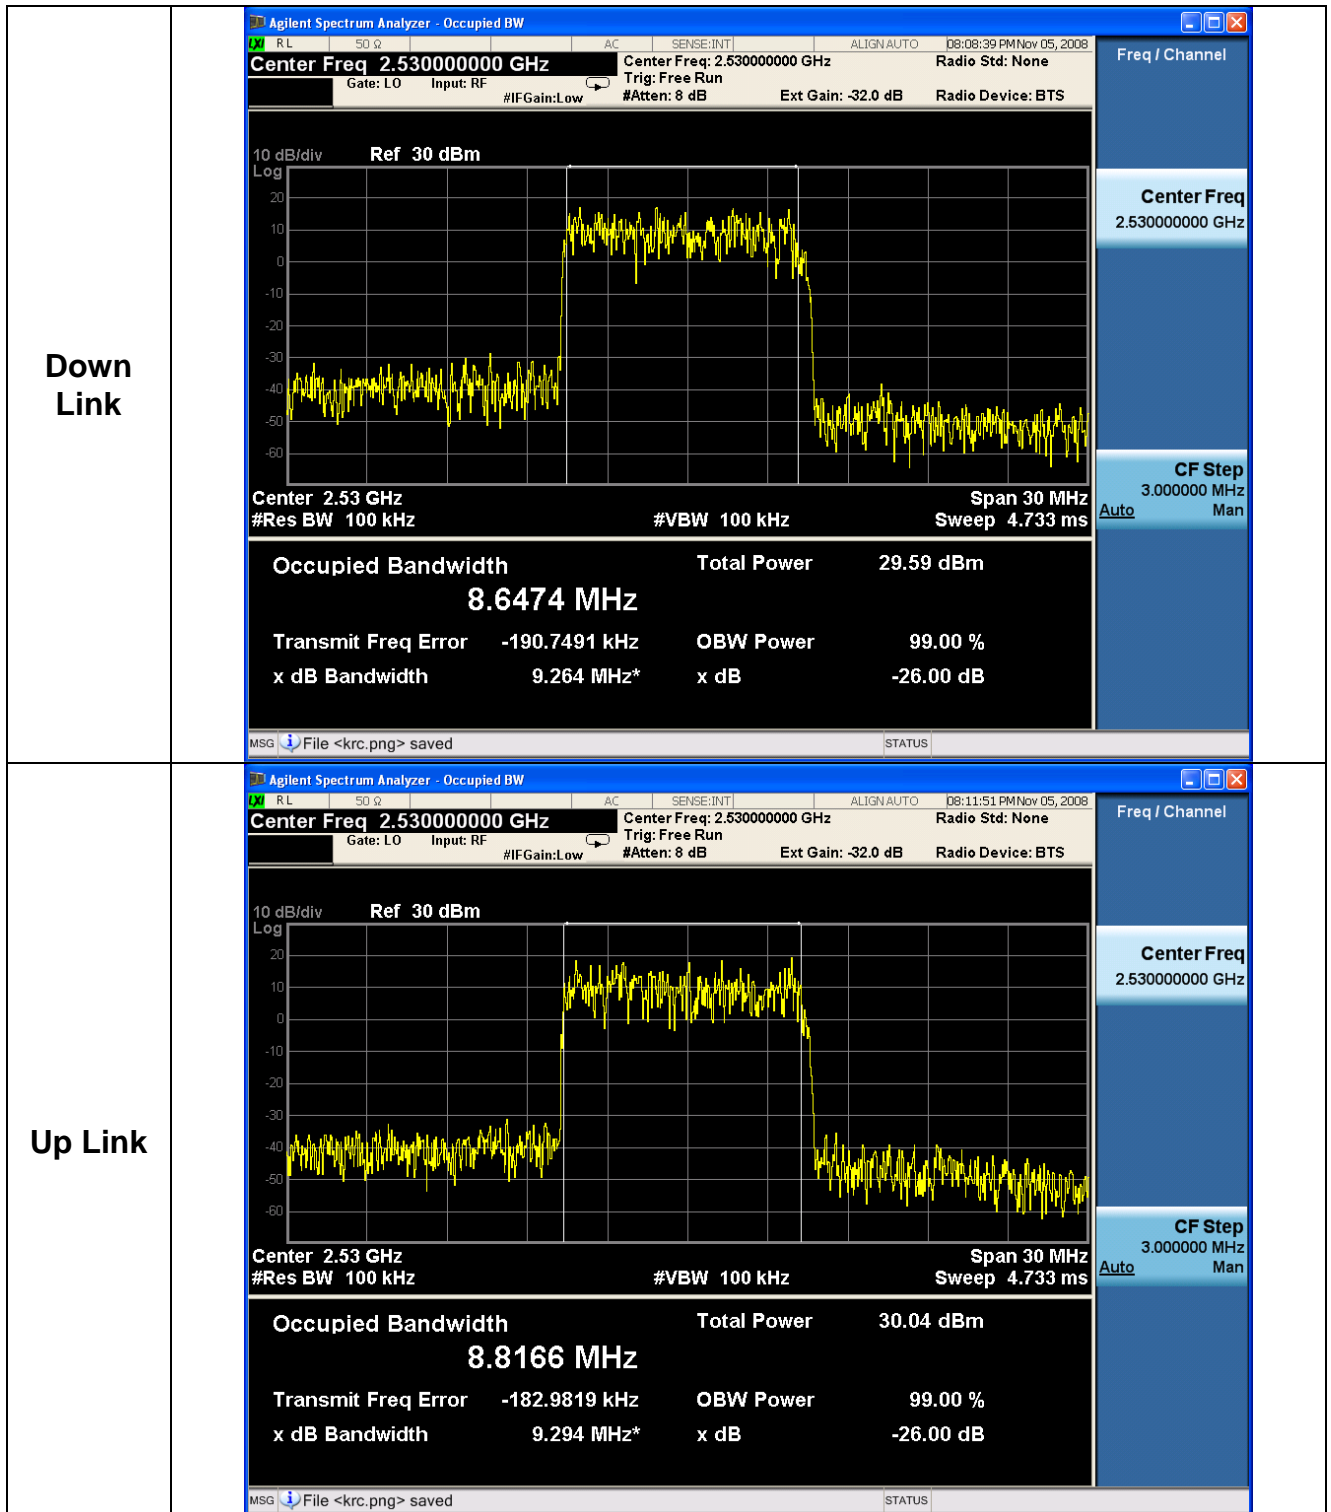 Down
Link
Agilent Spectrum Analyzer - Occupied BW
LXI RL 50 Ω AC SENSE:INT ALIGN AUTO 08:08:39 PM Nov 05, 2008
Center Freq 2.530000000 GHz
Gate: LO Input: RF
#IFGain:Low
Center Freq: 2.530000000 GHz
Trig: Free Run
#Atten: 8 dB
Ext Gain: -32.0 dB
Radio Std: None
Radio Device: BTS
Freq / Channel
10 dB/div Ref 30 dBm
Log
20
10
0
-10
-20
-30
-40
-50
-60
Center Freq
2.530000000 GHz
CF Step
3.000000 MHz
Auto Man
Center 2.53 GHz Span 30 MHz
#Res BW 100 kHz #VBW 100 kHz Sweep 4.733 ms
Occupied Bandwidth Total Power 29.59 dBm
8.6474 MHz
Transmit Freq Error -190.7491 kHz OBW Power 99.00 %
x dB Bandwidth 9.264 MHz* x dB -26.00 dB
MSG File <krc.png> saved STATUS
Up Link
Agilent Spectrum Analyzer - Occupied BW
LXI RL 50 Ω AC SENSE:INT ALIGN AUTO 08:11:51 PM Nov 05, 2008
Center Freq 2.530000000 GHz
Gate: LO Input: RF
#IFGain:Low
Center Freq: 2.530000000 GHz
Trig: Free Run
#Atten: 8 dB
Ext Gain: -32.0 dB
Radio Std: None
Radio Device: BTS
Freq / Channel
10 dB/div Ref 30 dBm
Log
20
10
0
-10
-20
-30
-40
-50
-60
Center Freq
2.530000000 GHz
CF Step
3.000000 MHz
Auto Man
Center 2.53 GHz Span 30 MHz
#Res BW 100 kHz #VBW 100 kHz Sweep 4.733 ms
Occupied Bandwidth Total Power 30.04 dBm
8.8166 MHz
Transmit Freq Error -182.9819 kHz OBW Power 99.00 %
x dB Bandwidth 9.294 MHz* x dB -26.00 dB
MSG File <krc.png> saved STATUS